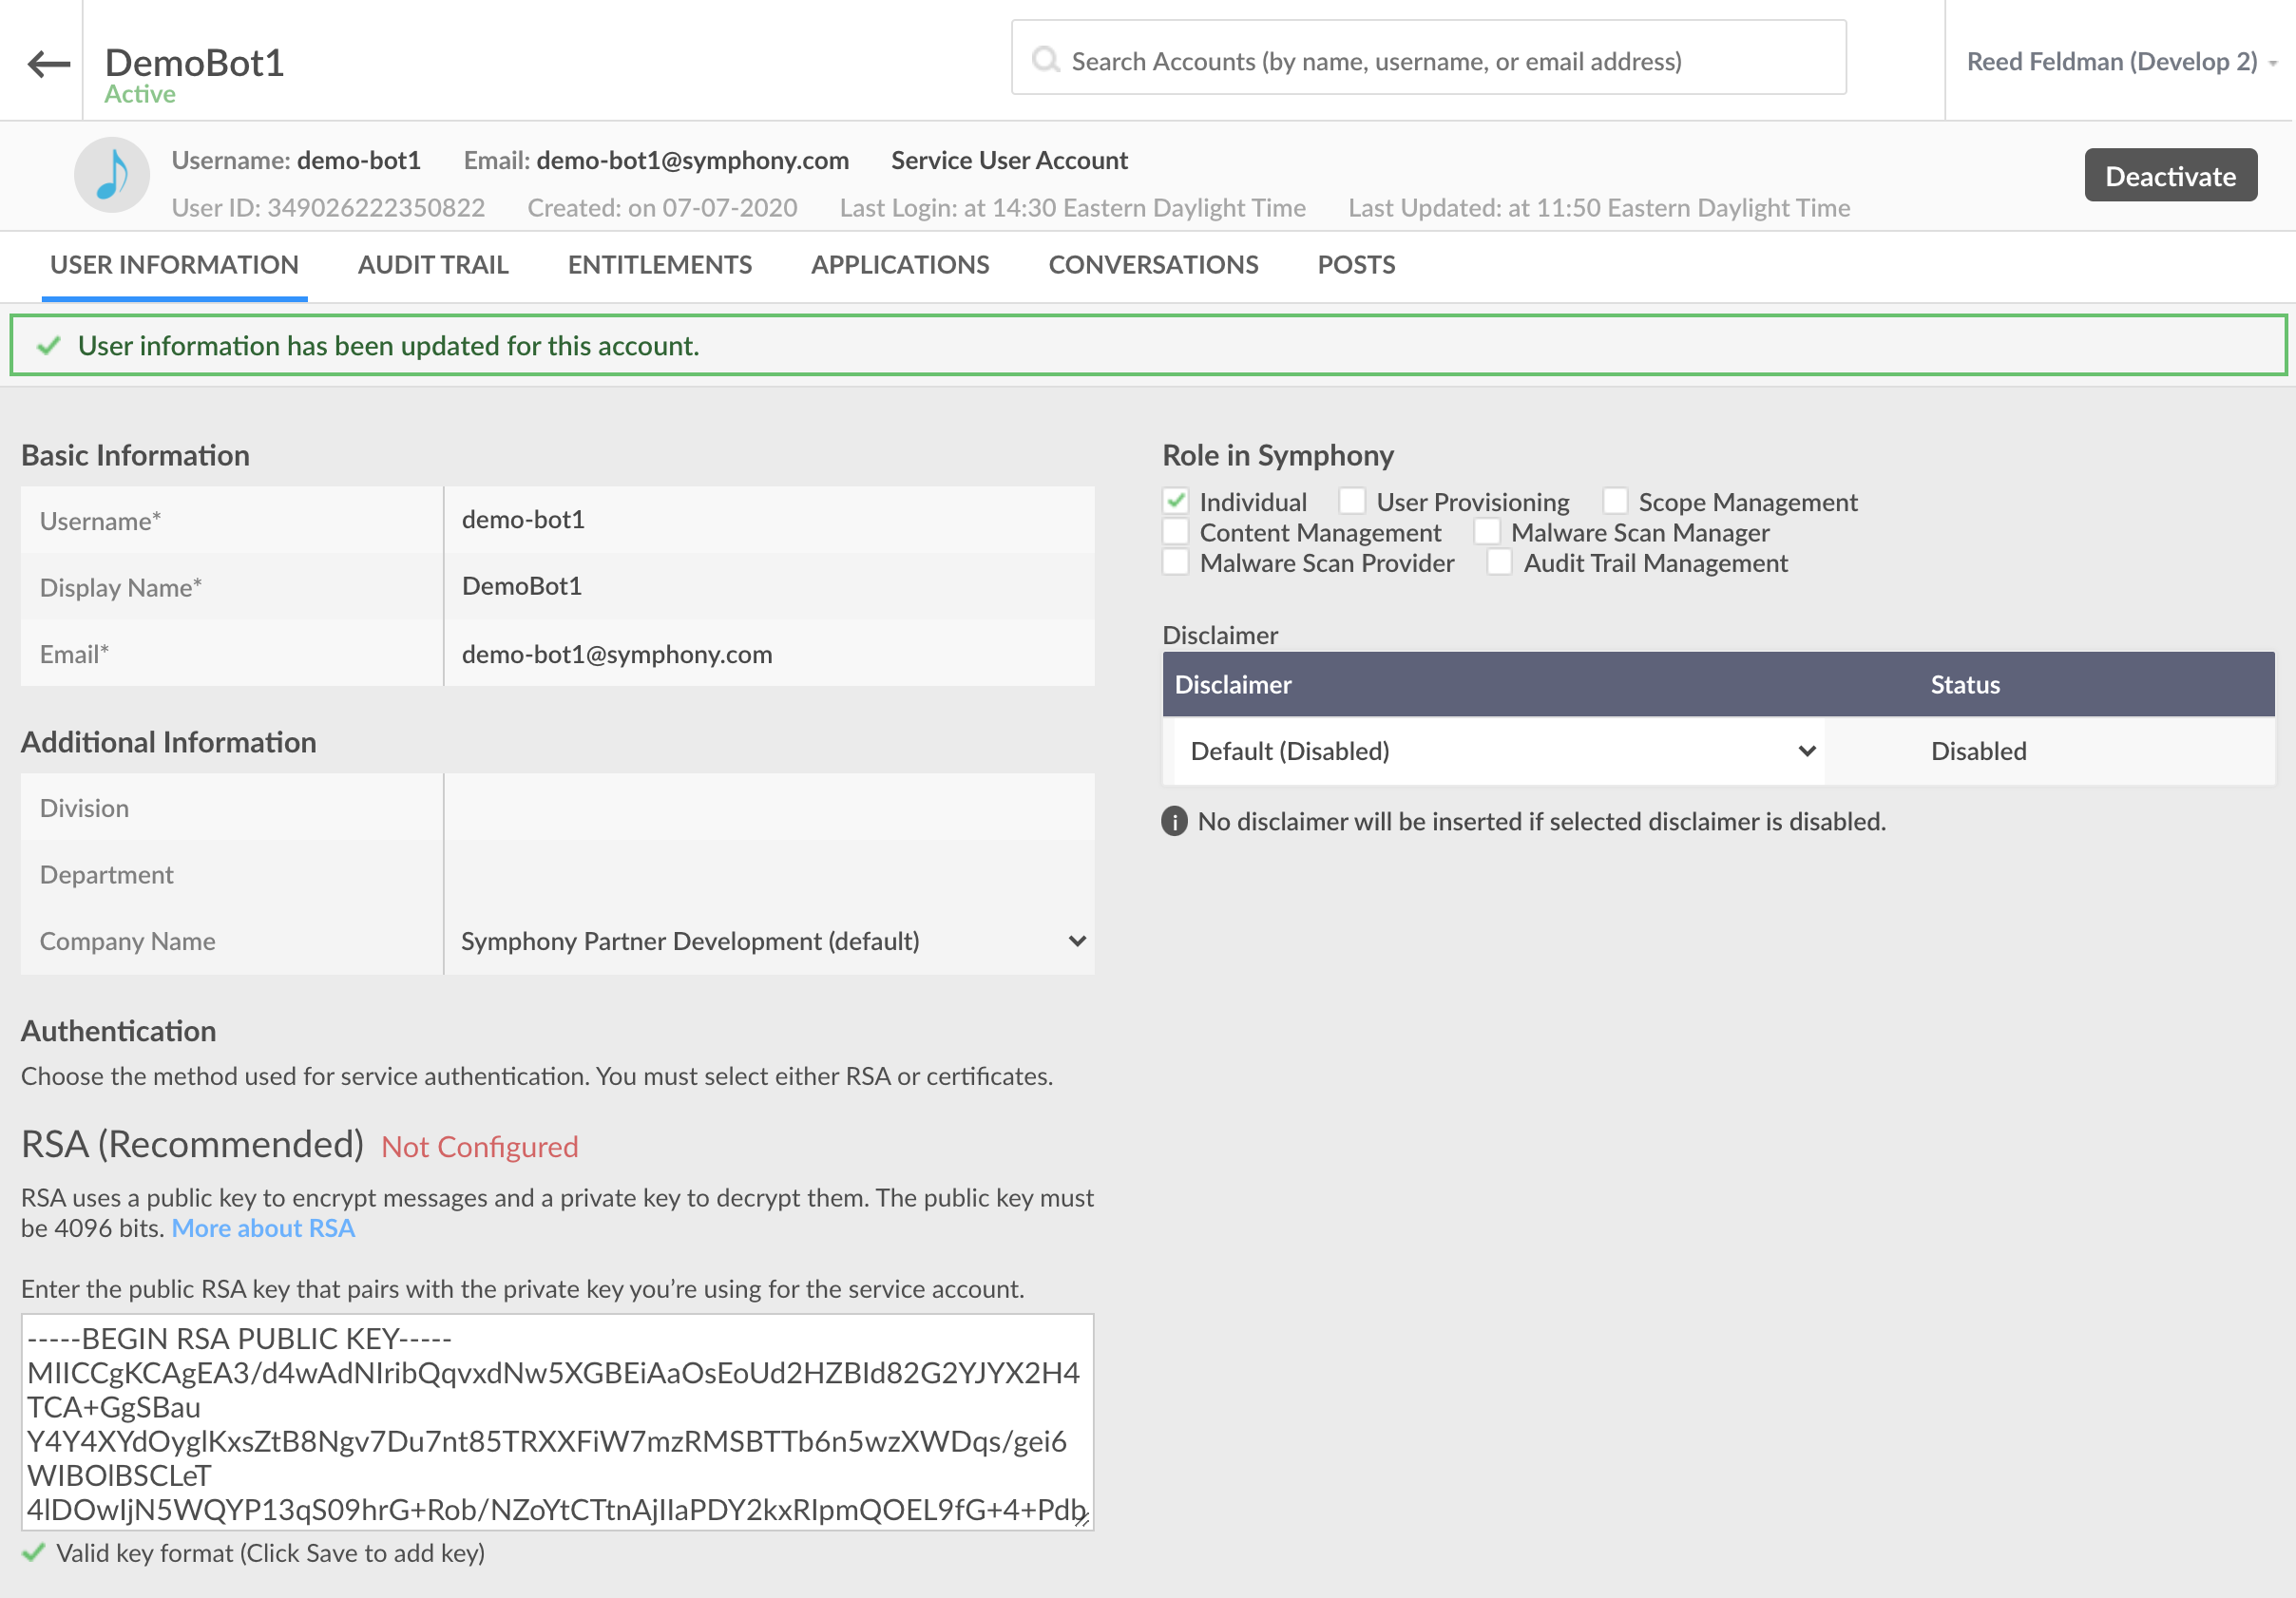 DemoBot1
Active
Search Accounts (by name, username, or email address)
Reed Feldman (Develop 2)
Username: demo-bot1 Email: demo-bot1@symphony.com Service User Account
User ID: 349026222350822 Created: on 07-07-2020 Last Login: at 14:30 Eastern Daylight Time Last Updated: at 11:50 Eastern Daylight Time
Deactivate
USER INFORMATION AUDIT TRAIL ENTITLEMENTS APPLICATIONS CONVERSATIONS POSTS
User information has been updated for this account.
Basic Information
Username* demo-bot1
Display Name* DemoBot1
Email* demo-bot1@symphony.com
Additional Information
Division
Department
Company Name Symphony Partner Development (default)
Authentication
Choose the method used for service authentication. You must select either RSA or certificates.
RSA (Recommended) Not Configured
RSA uses a public key to encrypt messages and a private key to decrypt them. The public key must
be 4096 bits. More about RSA
Enter the public RSA key that pairs with the private key you’re using for the service account.
-----BEGIN RSA PUBLIC KEY-----
MIICCgKCAgEA3/d4wAdNIribQqvxdNw5XGBEiAaOsEoUd2HZBId82G2YJYX2H4
TCA+GgSBau
Y4Y4XYdOyglKxsZtB8Ngv7Du7nt85TRXXFiW7mzRMSBTTb6n5wzXWDqs/gei6
WIBOlBSCLeT
4lDOwIjN5WQYP13qS09hrG+Rob/NZoYtCTtnAjIIaPDY2kxRIpmQOEL9fG+4+Pdb
Valid key format (Click Save to add key)
Role in Symphony
Individual User Provisioning Scope Management
Content Management Malware Scan Manager
Malware Scan Provider Audit Trail Management
Disclaimer
Disclaimer Status
Default (Disabled) Disabled
No disclaimer will be inserted if selected disclaimer is disabled.